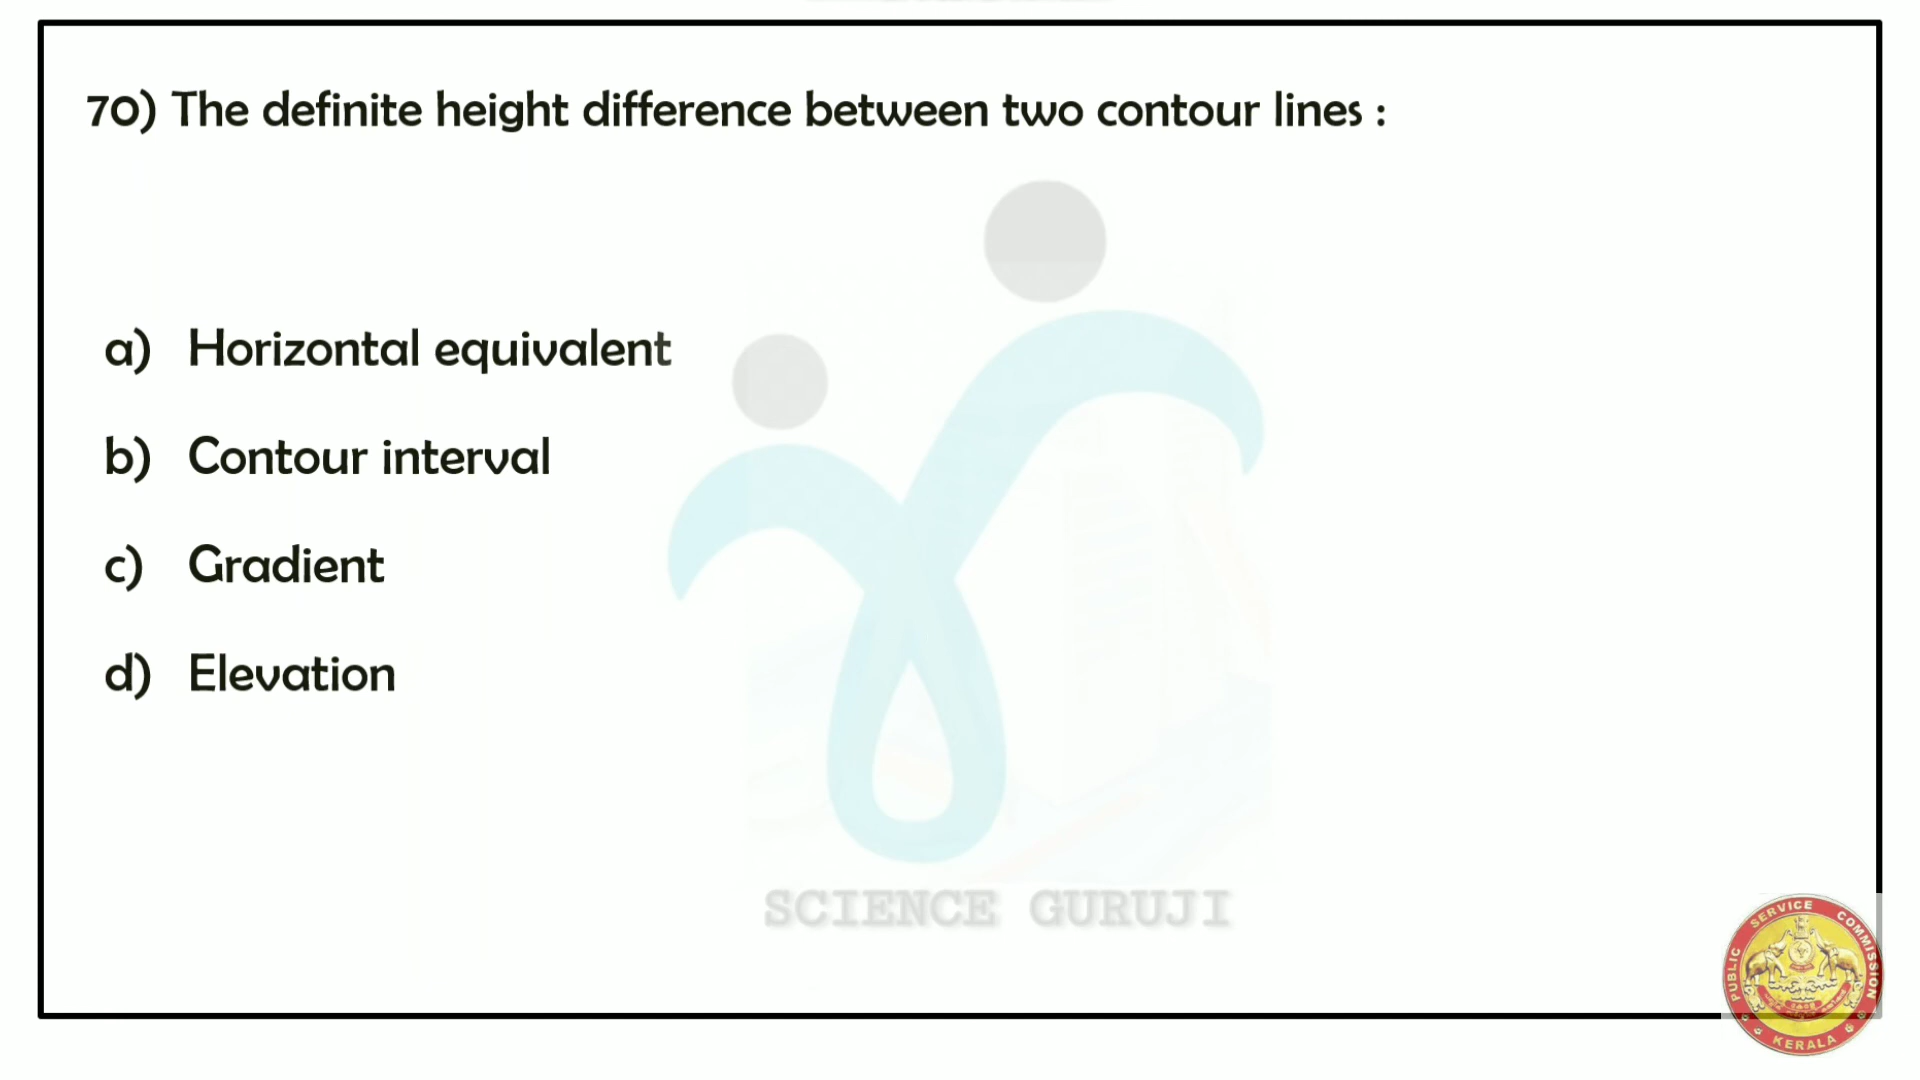 70) The definite height difference between two contour lines :
a) Horizontal equivalent
b) Contour interval
c) Gradient
d) Elevation
SCIENCE GURUJI
PUBLIC SERVICE COMMISSION
KERALA